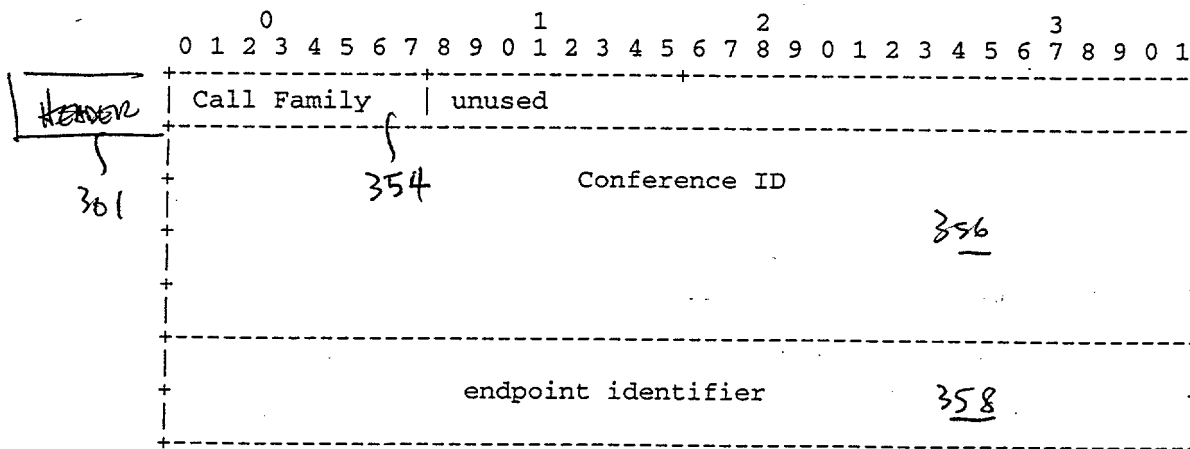 0 1 2 3
0 1 2 3 4 5 6 7 8 9 0 1 2 3 4 5 6 7 8 9 0 1 2 3 4 5 6 7 8 9 0 1
HEADER
Call Family | unused
301
354
Conference ID
356
endpoint identifier
358